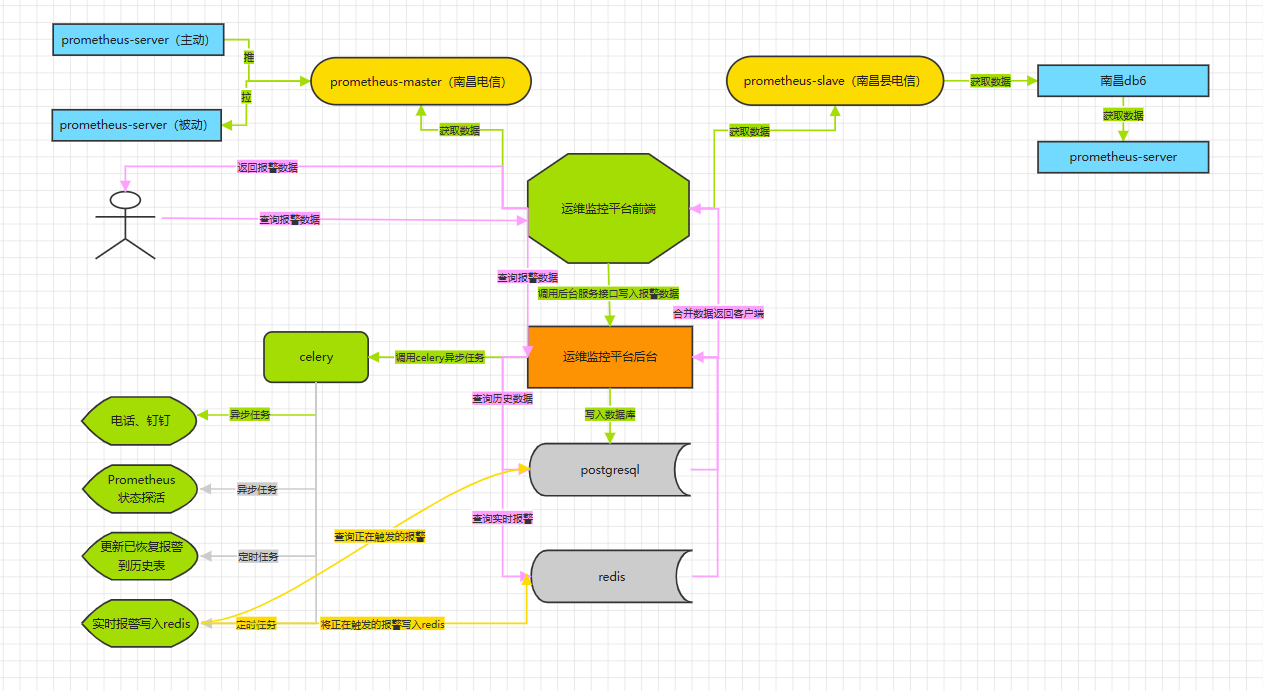 prometheus-server（主动）
推
prometheus-master（南昌电信）
拉
prometheus-server（被动）
获取数据
prometheus-slave（南昌县电信）
获取数据
南昌db6
获取数据
获取数据
prometheus-server
返回报警数据
查询报警数据
运维监控平台前端
查询报警数据
调用后台服务接口写入报警数据
合并数据返回客户端
celery
调用celery异步任务
运维监控平台后台
查询历史数据
写入数据库
电话、钉钉
异步任务
postgresql
Prometheus
状态探活
异步任务
查询实时报警
查询正在触发的报警
更新已恢复报警
到历史表
定时任务
redis
实时报警写入redis
定时任务
将正在触发的报警写入redis